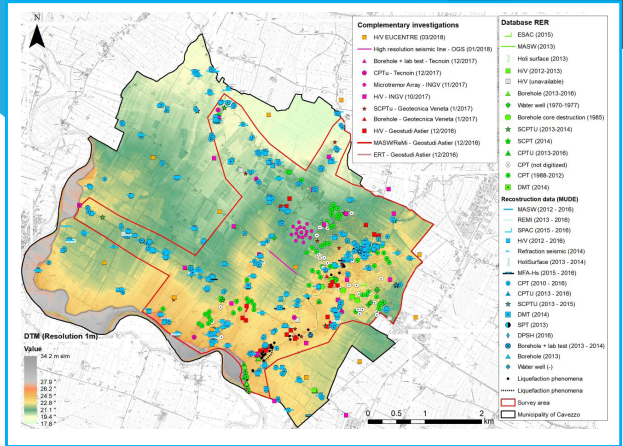 N
Complementary investigations
H/V EUCENTRE (03/2018)
High resolution seismic line - OGS (01/2018)
Borehole + lab test - Tecnoin (12/2017)
CPTu - Tecnoin (12/2017)
Microtremor Array - INGV (11/2017)
H/V - INGV (10/2017)
SCPTU - Geotecnica Veneta (1/2017)
Borehole - Geotecnica Veneta (1/2017)
H/V - Geostudi Astier (12/2016)
MASWReMi - Geostudi Astier (12/2016)
ERT - Geostudi Astier (12/2016)
Database RER
ESAC (2015)
MASW (2013)
Holi surface (2013)
H/V (2012-2013)
H/V (unavailable)
Borehole (2013-2016)
Water well (1970-1977)
Borehole core destruction (1985)
SCPTU (2013-2014)
SCPT (2014)
CPTU (2013-2016)
CPT (not digitized)
CPT (1988-2012)
DMT (2014)
Reconstruction data (MUDE)
MASW (2012 - 2016)
REMI (2013 - 2016)
SPAC (2015 - 2016)
H/V (2012 - 2016)
Refraction seismic (2014)
HoliSurface (2013 - 2014)
MFA-Hs (2015 - 2016)
CPT (2010 - 2016)
CPTU (2013 - 2016)
SCPTU (2013 - 2015)
DMT (2014)
SPT (2013)
DPSH (2016)
Borehole + lab test (2013 - 2014)
Borehole (2013)
Water well (-)
Liquefaction phenomena
Liquefaction phenomena
Survey area
Municipality of Cavezzo
DTM (Resolution 1m)
Value
34.2 m slm
27.9 "
26.2 "
24.5 "
22.8 "
21.1 "
19.4 "
17.8 "
0 0.5 1 2
km